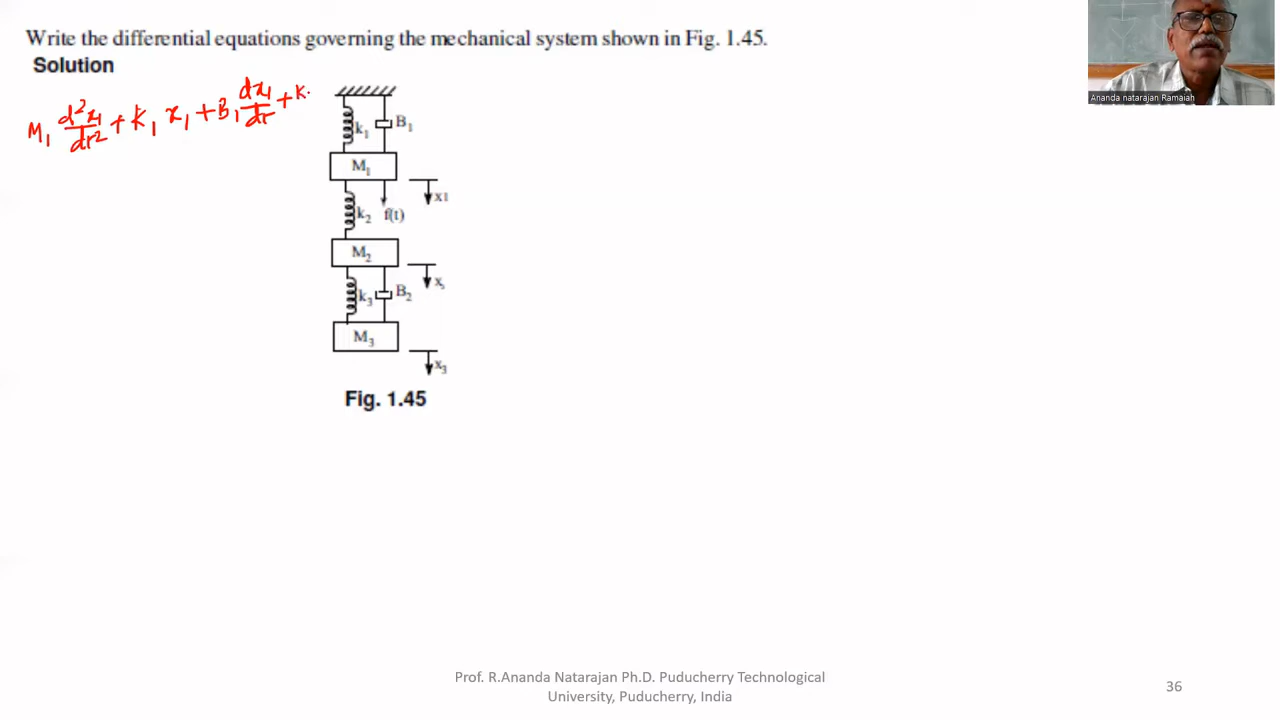 Write the differential equations governing the mechanical system shown in Fig. 1.45.
Solution
M₁ d²x₁/dt² + K₁ x₁ + B₁ dx₁/dt + K
k₁
B₁
M₁
x1
k₂
f(t)
M₂
k₃
B₂
M₃
x₃
Fig. 1.45
Ananda natarajan Ramaiah
Prof. R.Ananda Natarajan Ph.D. Puducherry Technological
University, Puducherry, India
36